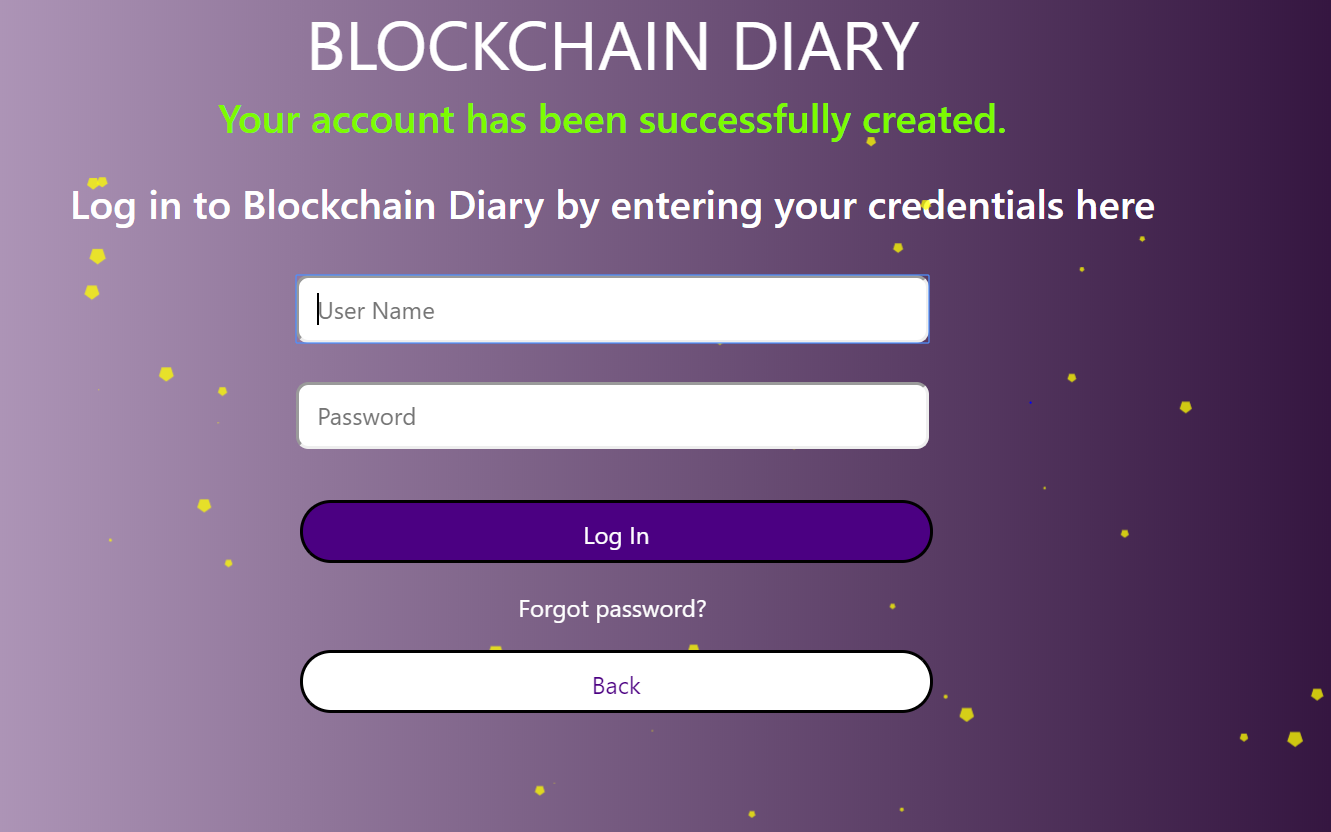 BLOCKCHAIN DIARY
Your account has been successfully created.
Log in to Blockchain Diary by entering your credentials here
User Name
Password
Log In
Forgot password?
Back